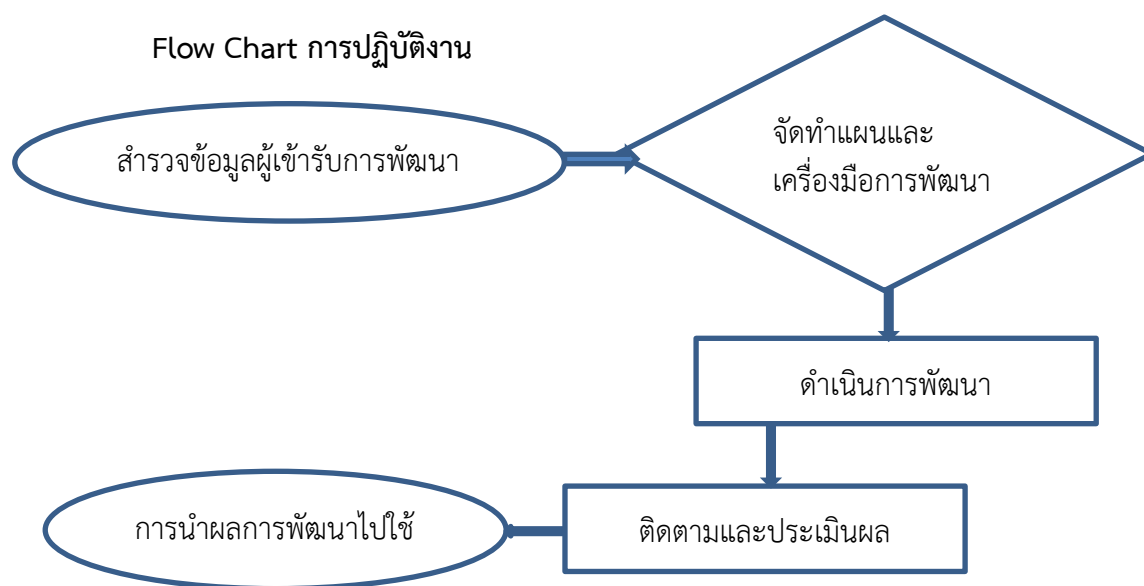 Flow Chart การปฏิบัติงาน
สำรวจข้อมูลผู้เข้ารับการพัฒนา
จัดทำแผนและ
เครื่องมือการพัฒนา
ดำเนินการพัฒนา
ติดตามและประเมินผล
การนำผลการพัฒนาไปใช้